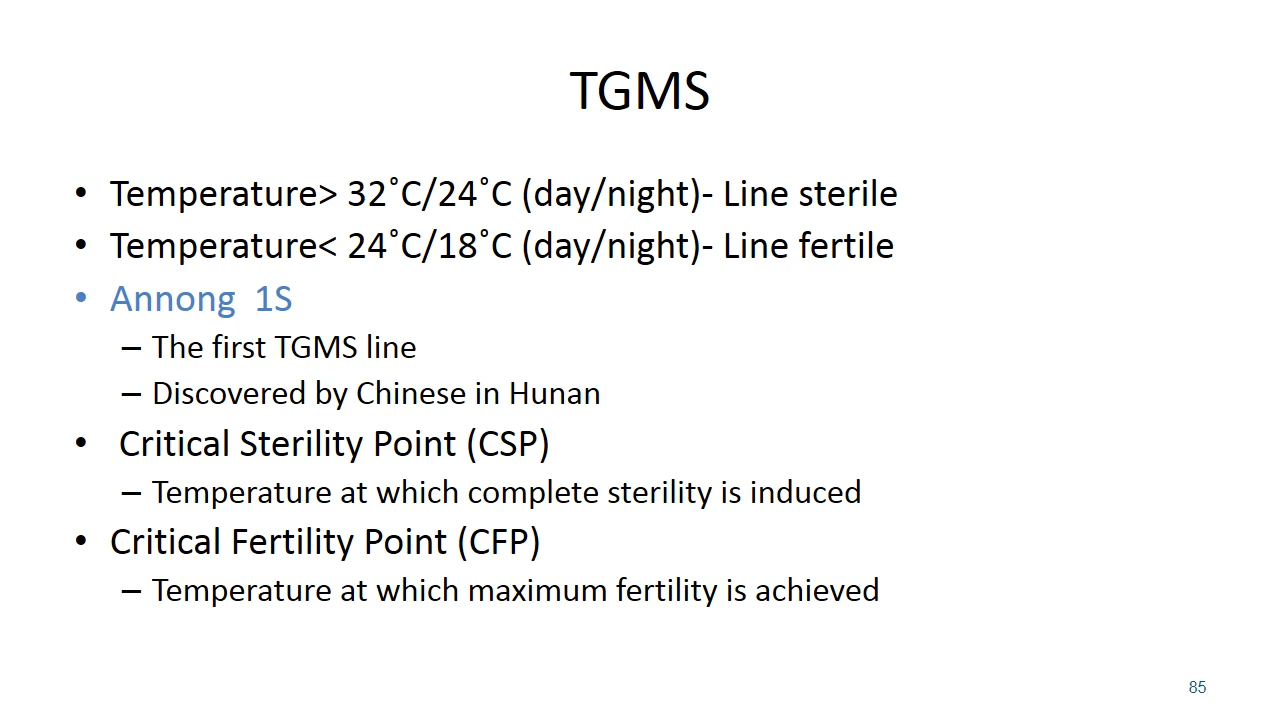 TGMS
• Temperature> 32˚C/24˚C (day/night)- Line sterile
• Temperature< 24˚C/18˚C (day/night)- Line fertile
• Annong  1S
– The first TGMS line
– Discovered by Chinese in Hunan
• Critical Sterility Point (CSP)
– Temperature at which complete sterility is induced
• Critical Fertility Point (CFP)
– Temperature at which maximum fertility is achieved
85